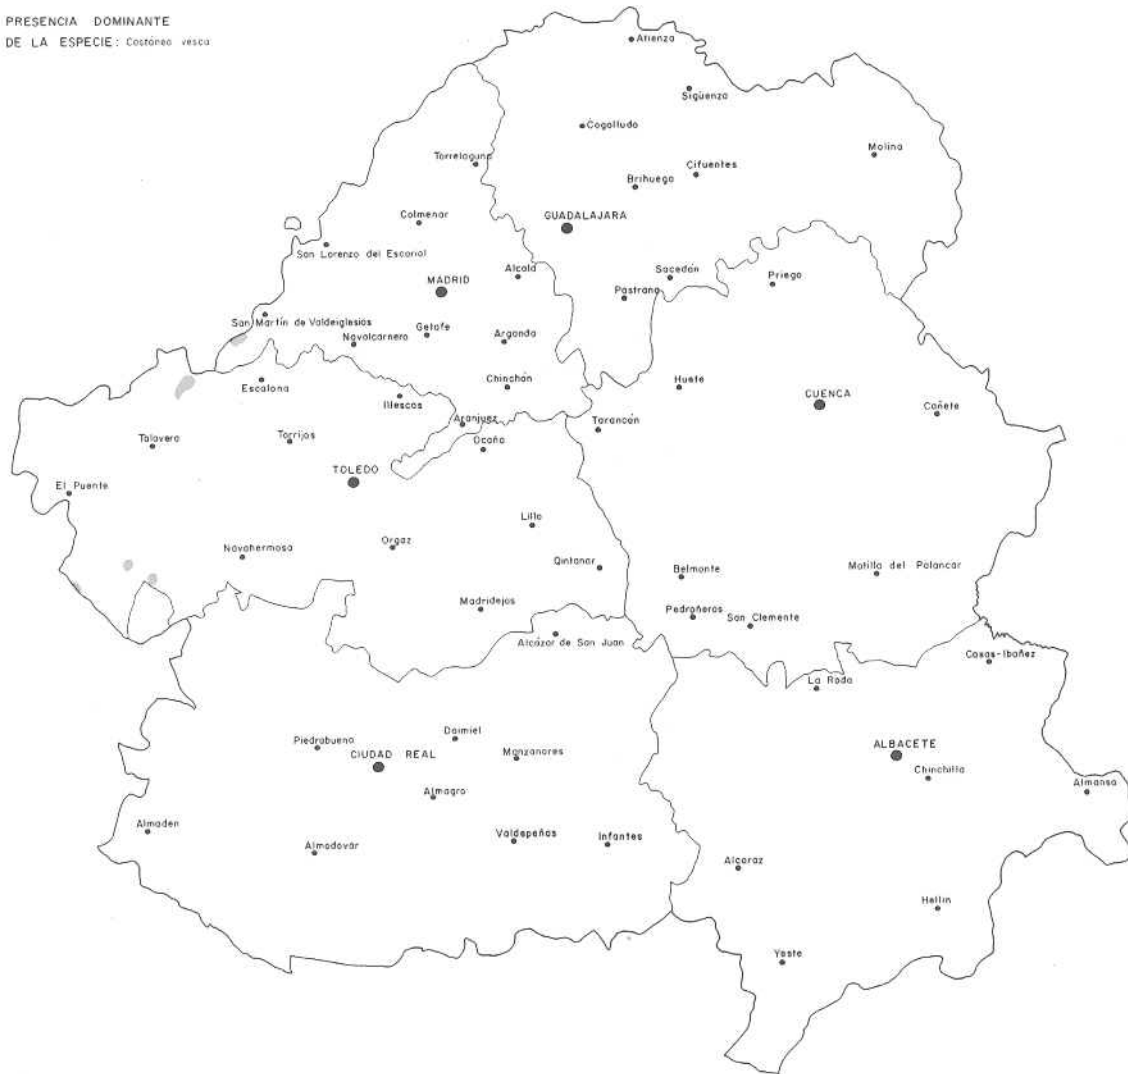 PRESENCIA DOMINANTE
DE LA ESPECIE: Castánea vesca
Atienza
Sigüenza
Cogolludo
Molina
Torrelaguna
Cifuentes
Brihuega
Colmenar
GUADALAJARA
San Lorenzo del Escorial
Alcalá
Sacedón
Priego
MADRID
Pastrana
San Martín de Valdeiglesias
Getafe
Arganda
Navalcarnero
Chinchón
Huete
Escalona
CUENCA
Illescas
Cañete
Aranjuez
Tarancón
Talavera
Torrijos
Ocaña
TOLEDO
El Puente
Lillo
Orgaz
Navahermosa
Qintanar
Belmonte
Motilla del Palancar
Madridejos
Pedroñeras
San Clemente
Alcázar de San Juan
Casas-Ibañez
La Roda
Daimiel
Piedrabuena
CIUDAD REAL
Manzanares
ALBACETE
Chinchilla
Almansa
Almagro
Almaden
Almodovár
Valdepeñas
Infantes
Alcaraz
Hellin
Yeste